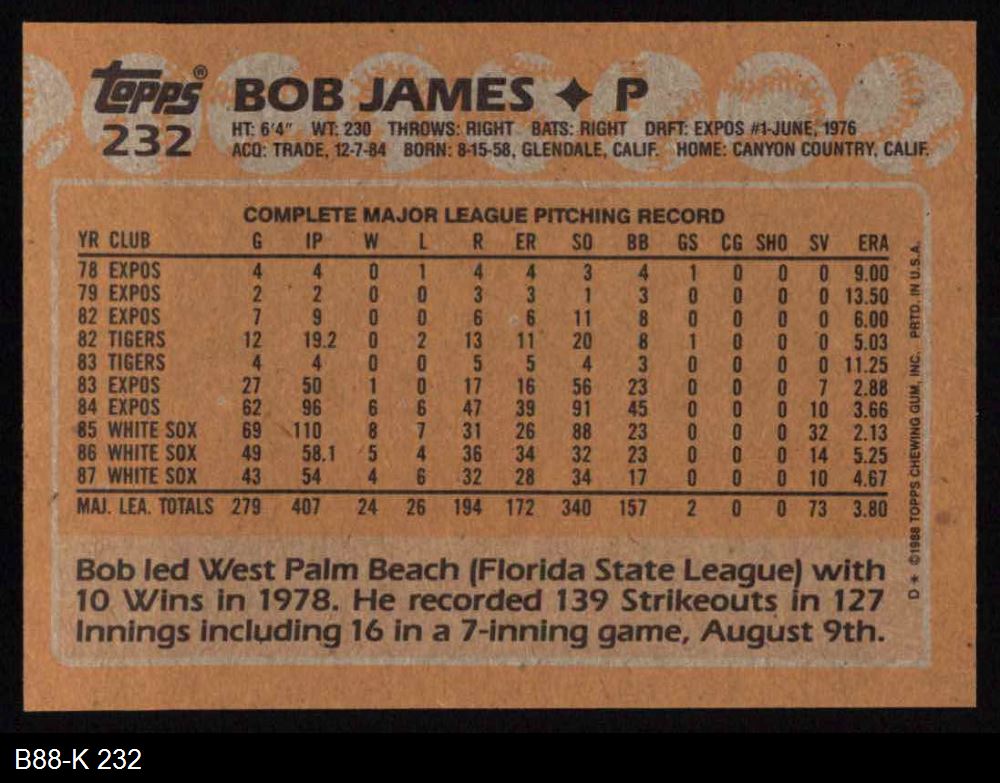 Topps® BOB JAMES ✦ P
232 HT: 6'4" WT: 230 THROWS: RIGHT BATS: RIGHT DRFT: EXPOS #1-JUNE, 1976
ACQ: TRADE, 12-7-84 BORN: 8-15-58, GLENDALE, CALIF. HOME: CANYON COUNTRY, CALIF.
COMPLETE MAJOR LEAGUE PITCHING RECORD
YR CLUB G IP W L R ER SO BB GS CG SHO SV ERA
78 EXPOS 4 4 0 1 4 4 3 4 1 0 0 0 9.00
79 EXPOS 2 2 0 0 3 3 1 3 0 0 0 0 13.50
82 EXPOS 7 9 0 0 6 6 11 8 0 0 0 0 6.00
82 TIGERS 12 19.2 0 2 13 11 20 8 1 0 0 0 5.03
83 TIGERS 4 4 0 0 5 5 4 3 0 0 0 0 11.25
83 EXPOS 27 50 1 0 17 16 56 23 0 0 0 7 2.88
84 EXPOS 62 96 6 6 47 39 91 45 0 0 0 10 3.66
85 WHITE SOX 69 110 8 7 31 26 88 23 0 0 0 32 2.13
86 WHITE SOX 49 58.1 5 4 36 34 32 23 0 0 0 14 5.25
87 WHITE SOX 43 54 4 6 32 28 34 17 0 0 0 10 4.67
MAJ. LEA. TOTALS 279 407 24 26 194 172 340 157 2 0 0 73 3.80
Bob led West Palm Beach (Florida State League) with
10 Wins in 1978. He recorded 139 Strikeouts in 127
Innings including 16 in a 7-inning game, August 9th.
D* ©1988 TOPPS CHEWING GUM, INC. PRTD. IN U.S.A.
B88-K 232